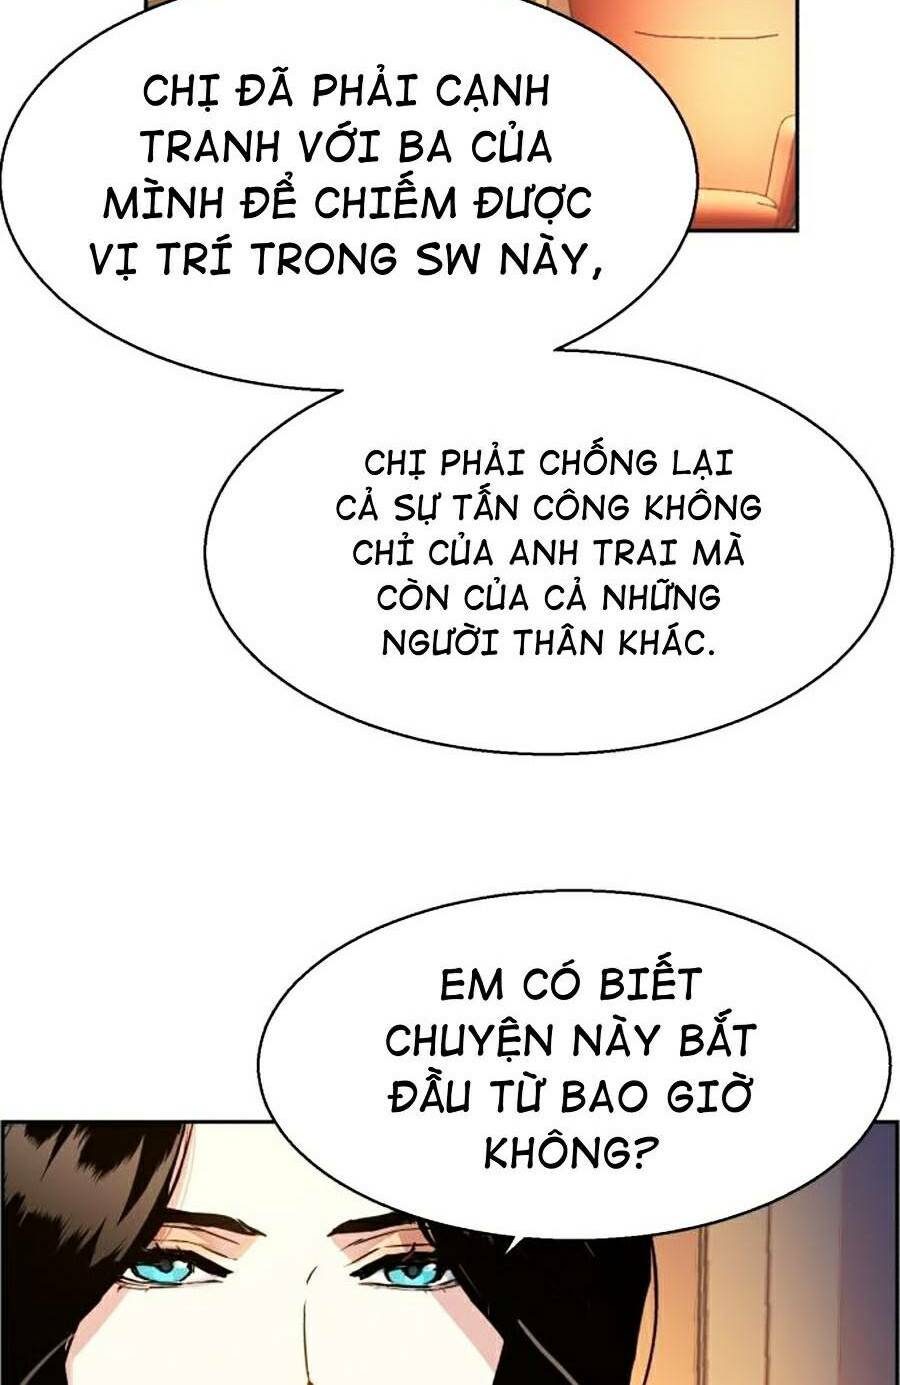 CHỊ ĐÃ PHẢI CẠNH
TRANH VỚI BA CỦA
MÌNH ĐỂ CHIẾM ĐƯỢC
VỊ TRÍ TRONG SW NÀY,
CHỊ PHẢI CHỐNG LẠI
CẢ SỰ TẤN CÔNG KHÔNG
CHỈ CỦA ANH TRAI MÀ
CÒN CỦA CẢ NHỮNG
NGƯỜI THÂN KHÁC.
EM CÓ BIẾT
CHUYỆN NÀY BẮT
ĐẦU TỪ BAO GIỜ
KHÔNG?